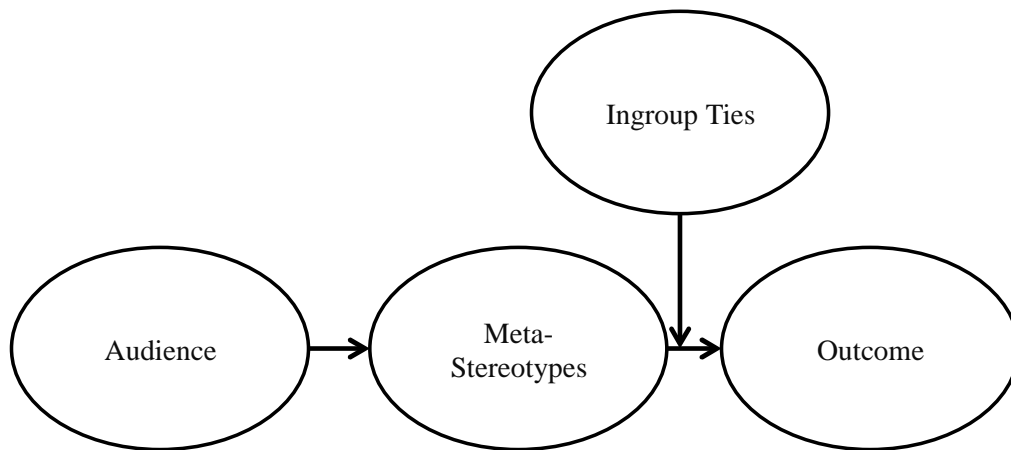 Ingroup Ties
Audience
Meta-
Stereotypes
Outcome